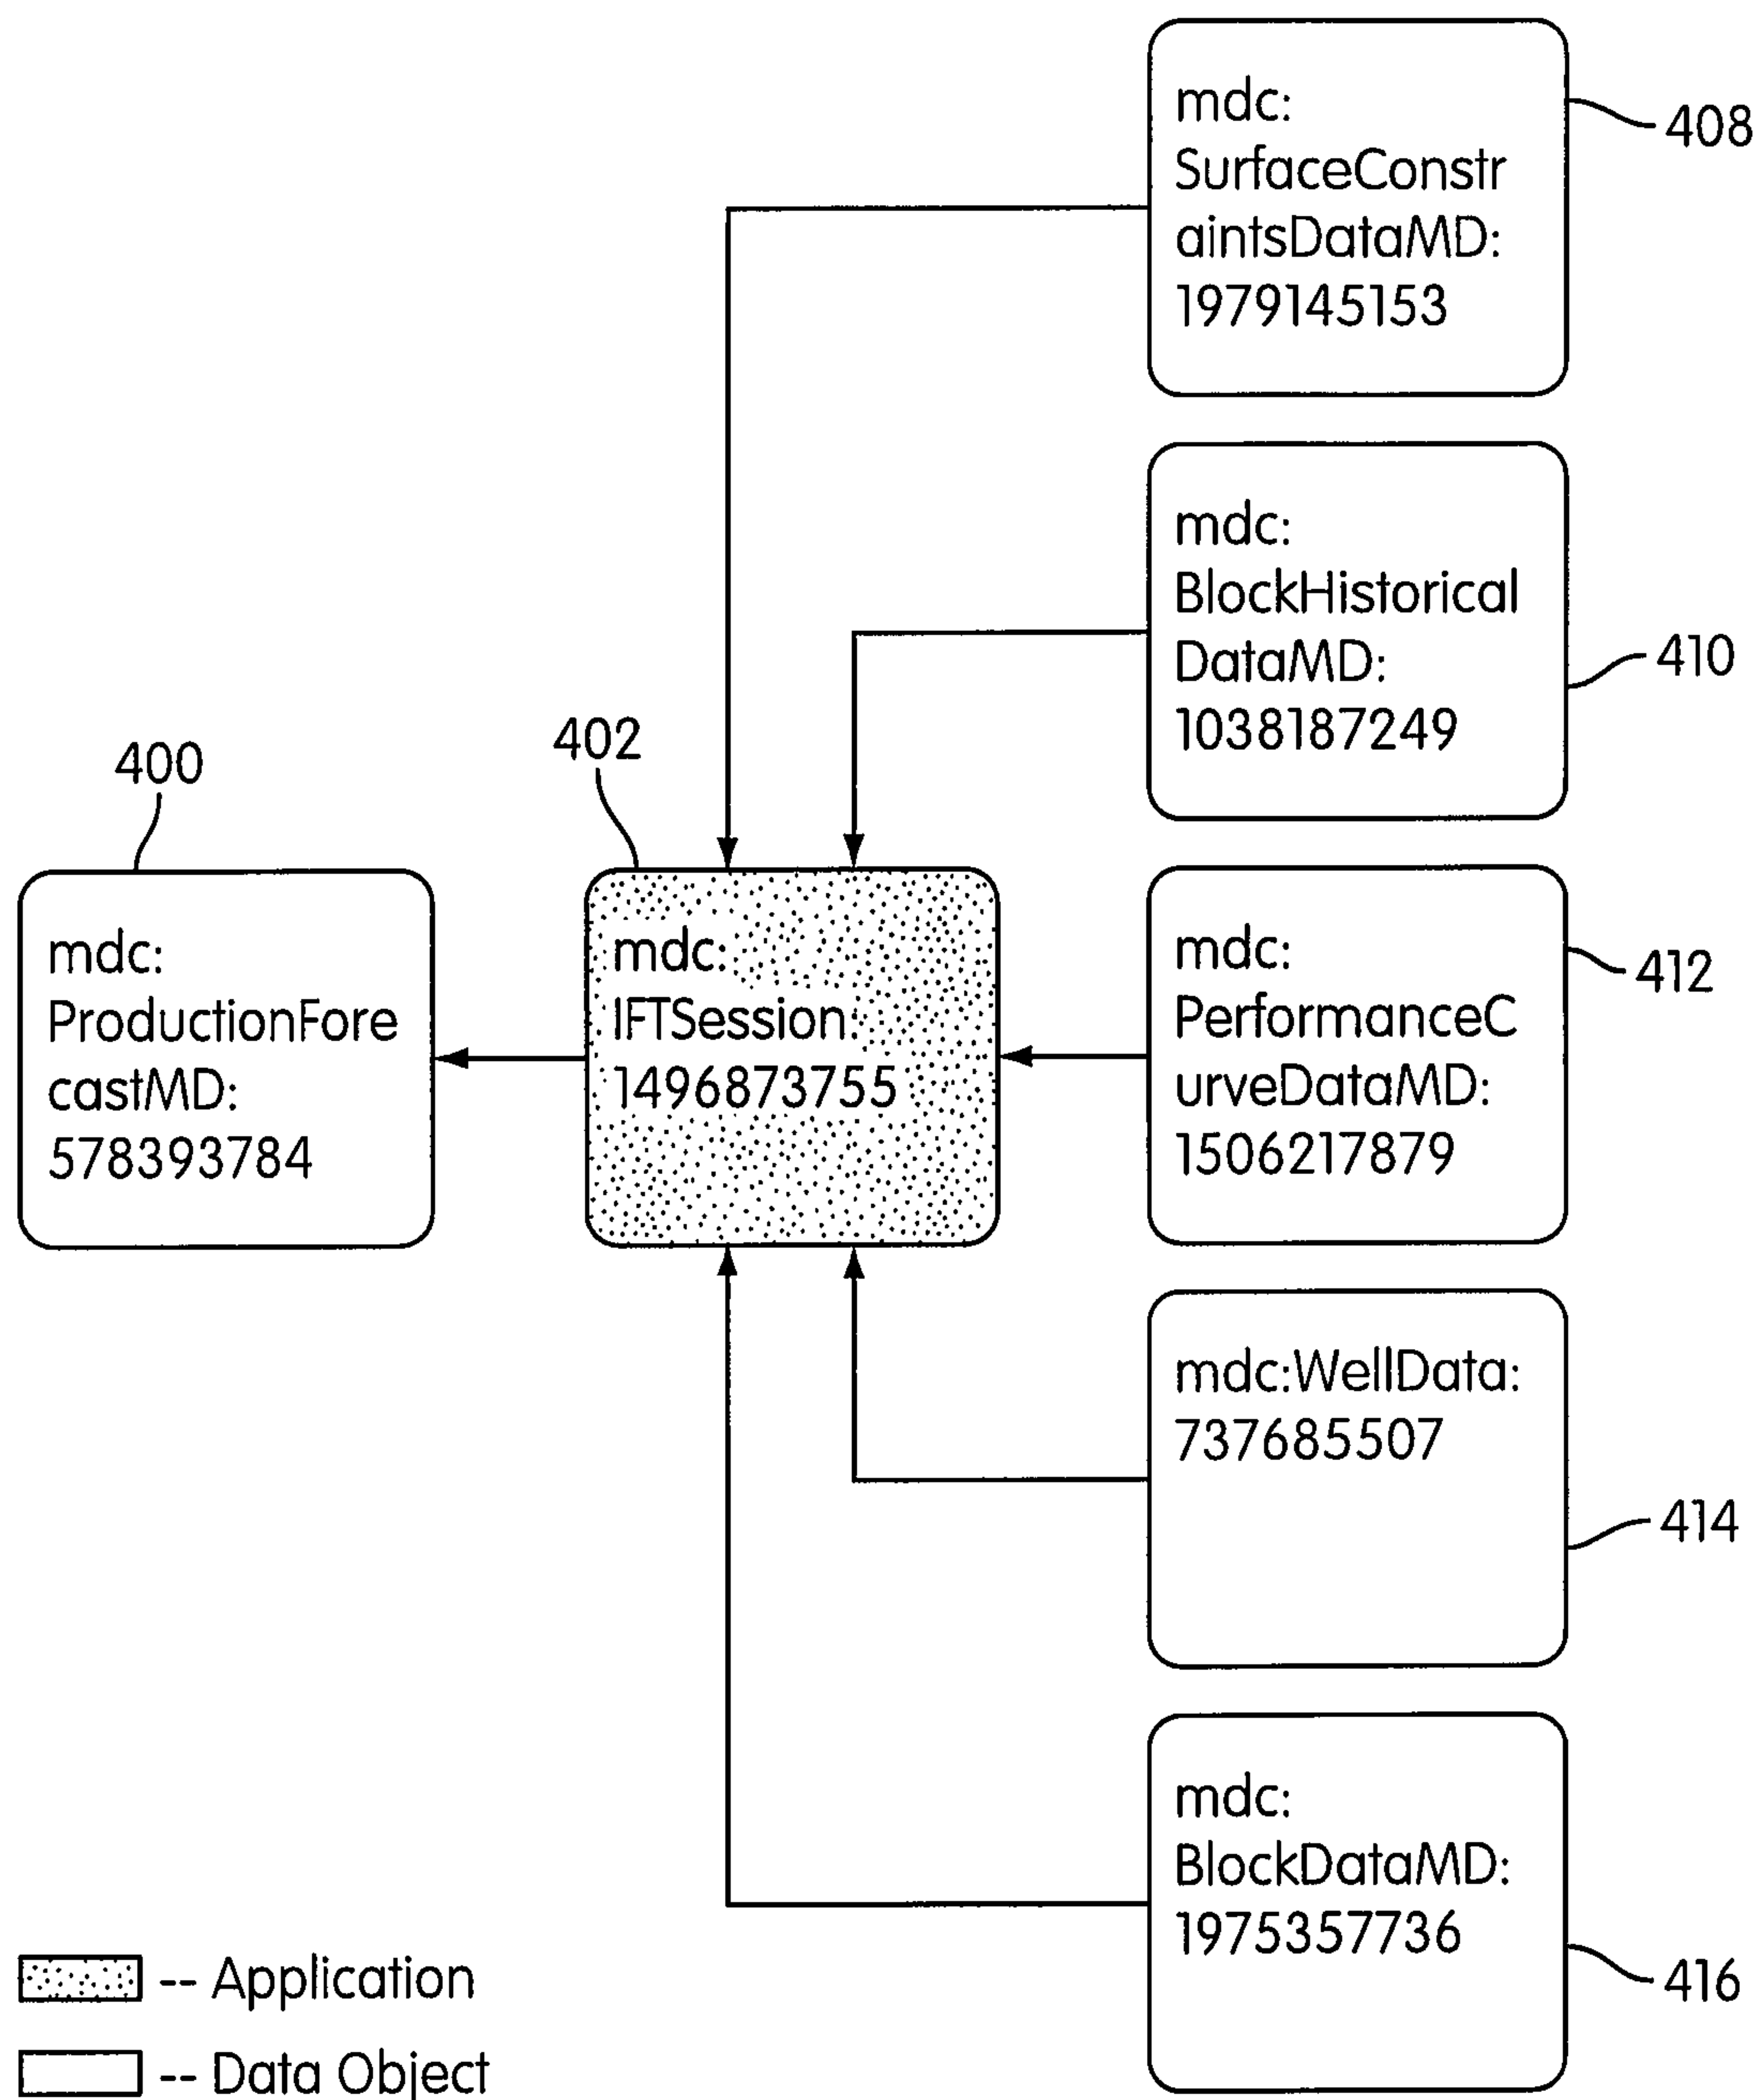 mdc:
SurfaceConstr
aintsDataMD:
1979145153
408
mdc:
BlockHistorical
DataMD:
1038187249
410
400
mdc:
ProductionFore
castMD:
578393784
402
mdc:
IFTSession:
1496873755
mdc:
PerformanceC
urveDataMD:
1506217879
412
mdc:WellData:
737685507
414
mdc:
BlockDataMD:
1975357736
416
-- Application
-- Data Object